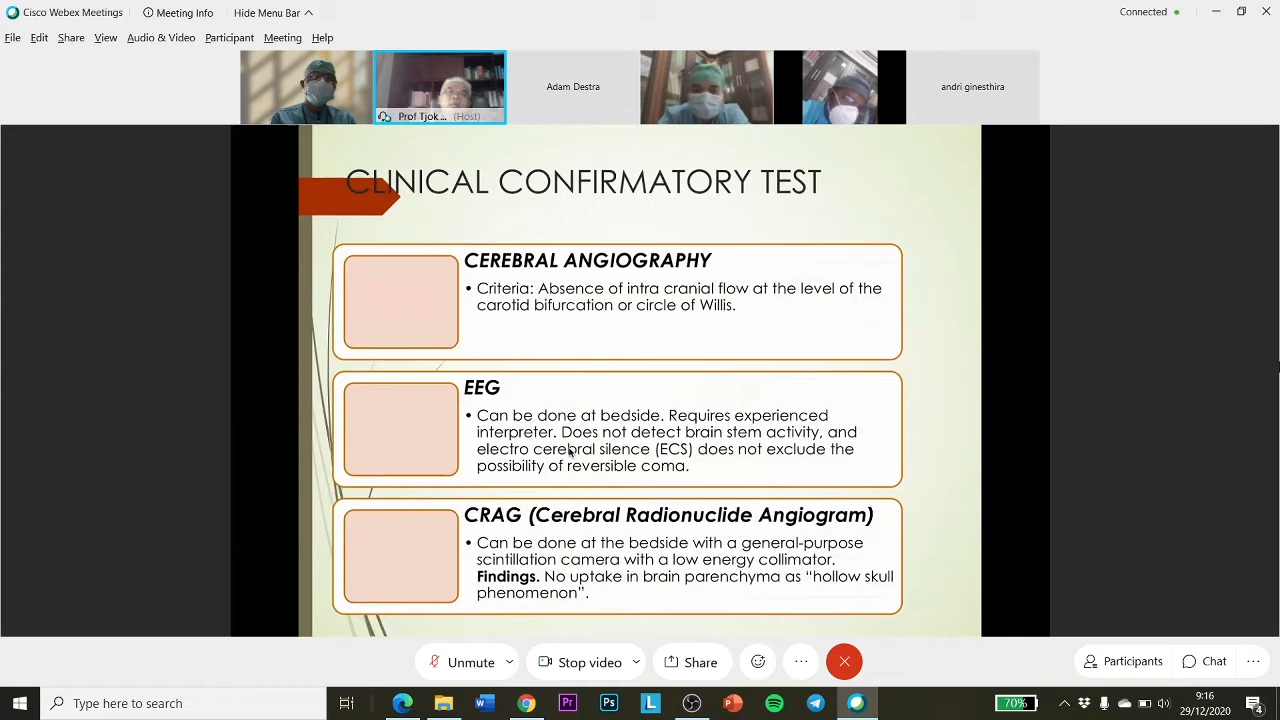 Cisco Webex Meetings
Meeting Info
Hide Menu Bar
Connected
File Edit Share View Audio & Video Participant Meeting Help
Prof Tjok ... (Host)
Adam Destra
andri ginesthira
CLINICAL CONFIRMATORY TEST
CEREBRAL ANGIOGRAPHY
• Criteria: Absence of intra cranial flow at the level of the
carotid bifurcation or circle of Willis.
EEG
• Can be done at bedside. Requires experienced
interpreter. Does not detect brain stem activity, and
electro cerebral silence (ECS) does not exclude the
possibility of reversible coma.
CRAG (Cerebral Radionuclide Angiogram)
• Can be done at the bedside with a general-purpose
scintillation camera with a low energy collimator.
Findings. No uptake in brain parenchyma as “hollow skull
phenomenon”.
Unmute
Stop video
Share
Participants
Chat
Type here to search
Pr
Ps
L
70%
9:16
29/12/2020
4